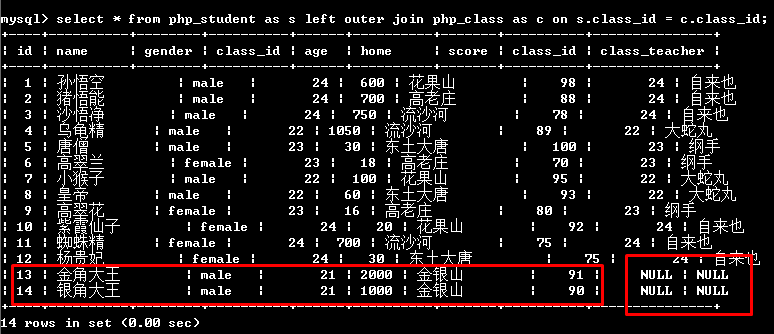 mysql> select * from php_student as s left outer join php_class as c on s.class_id = c.class_id;
+----+----------+--------+----------+-----+------+----------+-------+----------+---------------+
| id | name | gender | class_id | age | home | score | class_id | class_teacher |
| 1 | 孙悟空 | male | 24 | 600 | 花果山 | 98 | 24 | 自来也
| 2 | 猪悟能 | male | 24 | 700 | 高老庄 | 88 | 24 | 自来也
| 3 | 沙悟净 | male | 24 | 750 | 流沙河 | 78 | 24 | 自来也
| 4 | 乌龟精 | male | 22 | 1050 | 流沙河 | 89 | 22 | 大蛇丸
| 5 | 唐僧 | male | 23 | 30 | 东土大唐 | 100 | 23 | 纲手
| 6 | 高翠兰 | female | 23 | 18 | 高老庄 | 70 | 23 | 纲手
| 7 | 小猴子 | male | 22 | 100 | 花果山 | 95 | 22 | 大蛇丸
| 8 | 皇帝 | male | 22 | 60 | 东土大唐 | 93 | 22 | 大蛇丸
| 9 | 高翠花 | female | 23 | 16 | 高老庄 | 80 | 23 | 纲手
| 10 | 紫霞仙子 | female | 24 | 20 | 花果山 | 92 | 24 | 自来也
| 11 | 蜘蛛精 | female | 24 | 700 | 流沙河 | 75 | 24 | 自来也
| 12 | 杨贵妃 | female | 24 | 30 | 东土大唐 | 75 | 24 | 自来也
| 13 | 金角大王 | male | 21 | 2000 | 金银山 | 91 | NULL | NULL
| 14 | 银角大王 | male | 21 | 1000 | 金银山 | 90 | NULL | NULL
14 rows in set (0.00 sec)